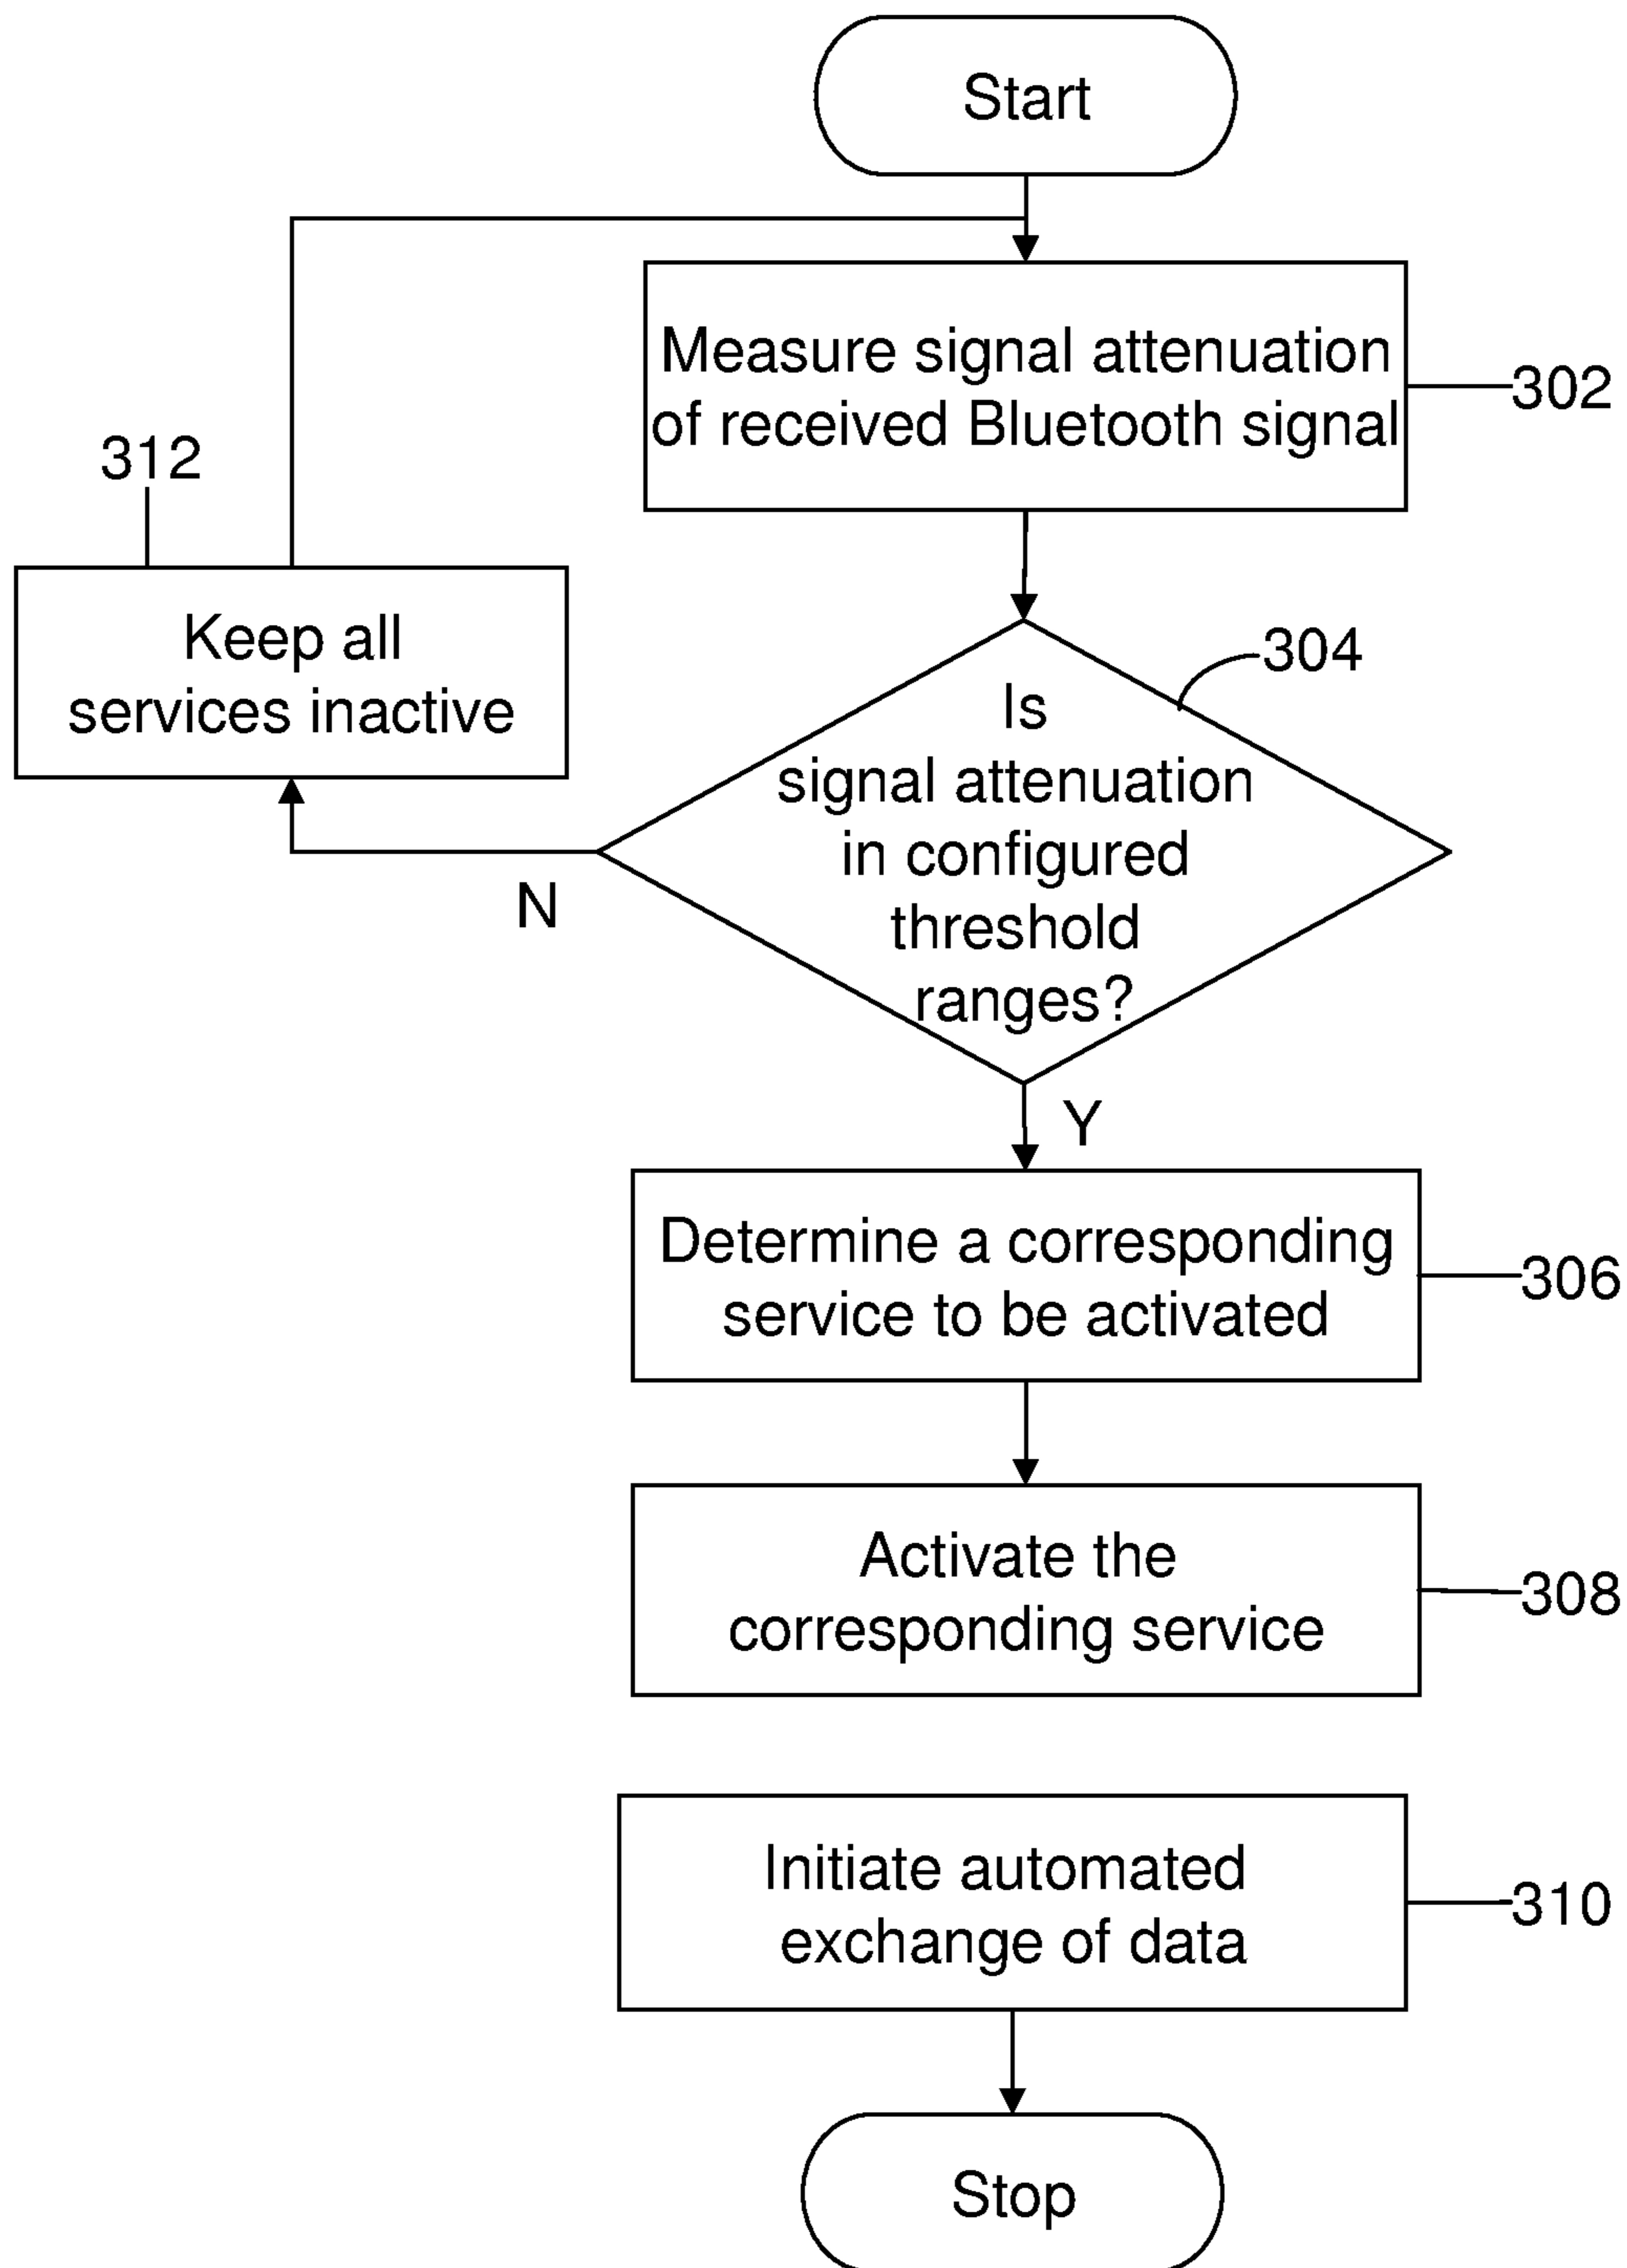 Start
Measure signal attenuation
of received Bluetooth signal
302
312
Keep all
services inactive
304
Is
signal attenuation
in configured
threshold
ranges?
N
Y
Determine a corresponding
service to be activated
306
Activate the
corresponding service
308
Initiate automated
exchange of data
310
Stop